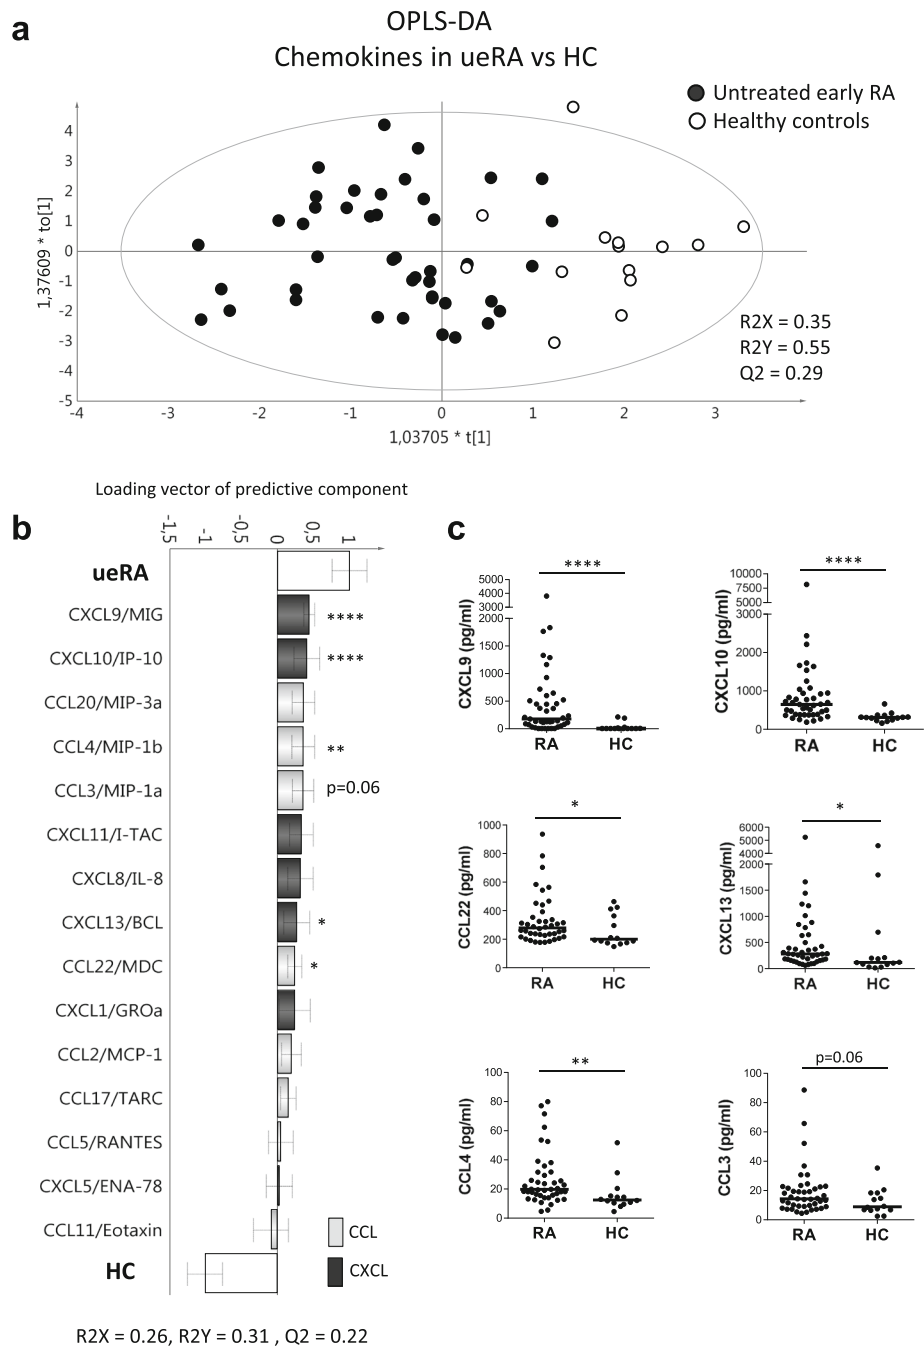 a
OPLS-DA
Chemokines in ueRA vs HC
Untreated early RA
Healthy controls
1,37609 * to[1]
4
3
2
1
0
-1
-2
-3
-4
-5
-4
-3
-2
-1
0
1
2
3
1,03705 * t[1]
R2X = 0.35
R2Y = 0.55
Q2 = 0.29
b
Loading vector of predictive component
-1,5
-1
-0,5
0
0,5
1
ueRA
CXCL9/MIG ****
CXCL10/IP-10 ****
CCL20/MIP-3a
CCL4/MIP-1b **
CCL3/MIP-1a p=0.06
CXCL11/I-TAC
CXCL8/IL-8
CXCL13/BCL *
CCL22/MDC *
CXCL1/GROa
CCL2/MCP-1
CCL17/TARC
CCL5/RANTES
CXCL5/ENA-78
CCL11/Eotaxin
HC
CCL
CXCL
R2X = 0.26, R2Y = 0.31 , Q2 = 0.22
c
****
CXCL9 (pg/ml)
5000
4000
3000
2000
1500
1000
500
0
RA HC
****
CXCL10 (pg/ml)
10000
7500
5000
2000
1000
0
RA HC
*
CCL22 (pg/ml)
1000
800
600
400
200
0
RA HC
*
CXCL13 (pg/ml)
6000
5000
4000
2000
1500
1000
500
0
RA HC
**
CCL4 (pg/ml)
100
80
60
40
20
0
RA HC
p=0.06
CCL3 (pg/ml)
100
80
60
40
20
0
RA HC